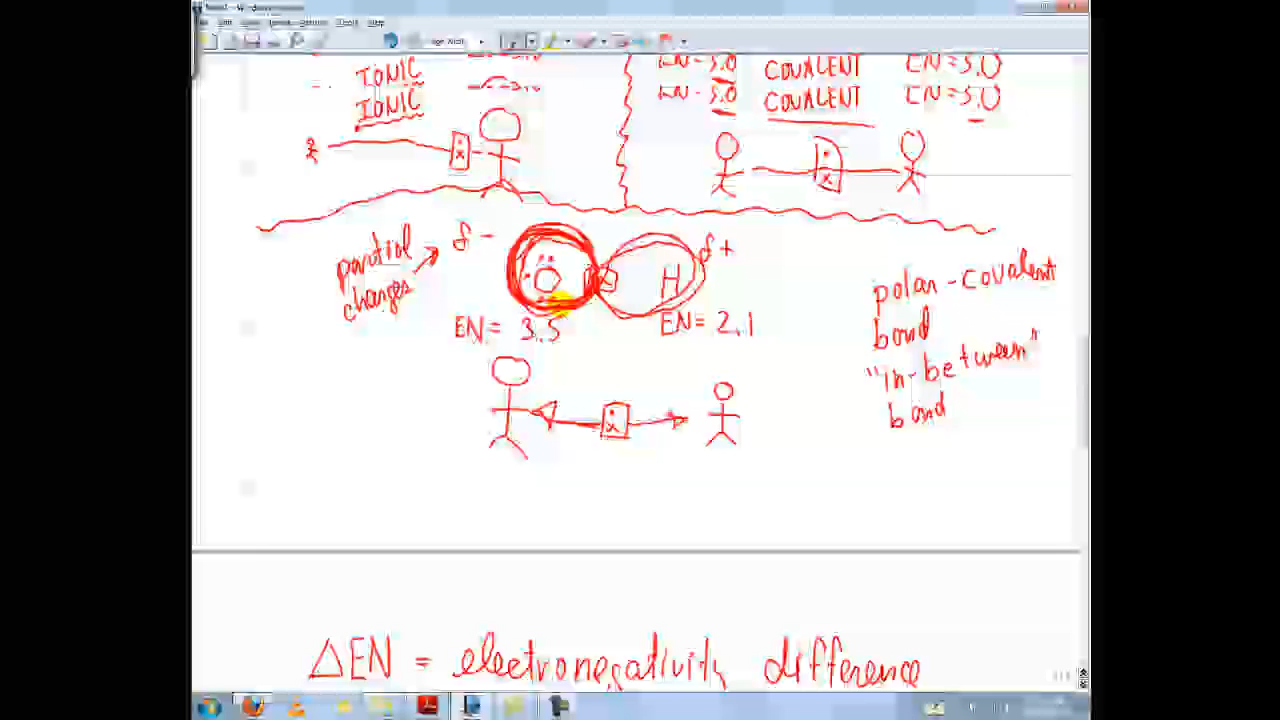 IONIC
IONIC
EN - 3.0 COVALENT EN = 3.0
EN - 3.0 COVALENT EN = 3.0
x
x
partial
charges
δ -
O
H
δ +
EN = 3.5
EN = 2.1
x
polar-covalent
bond
"in-between"
bond
ΔEN = electronegativity difference